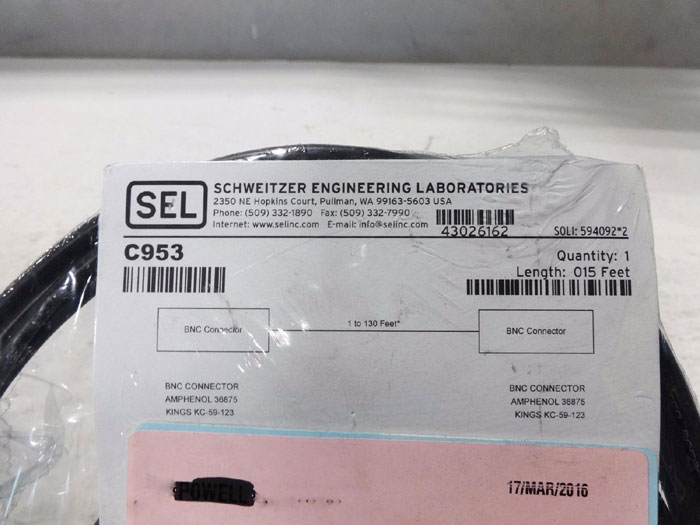 SEL
SCHWEITZER ENGINEERING LABORATORIES
2350 NE Hopkins Court, Pullman, WA 99163-5603 USA
Phone: (509) 332-1890 Fax: (509) 332-7990
Internet: www.selinc.com E-mail: info@selinc.com
43026162
SOLI: 594092*2
C953
Quantity: 1
Length: 015 Feet
BNC Connector
1 to 130 Feet*
BNC Connector
BNC CONNECTOR
AMPHENOL 36875
KINGS KC-59-123
BNC CONNECTOR
AMPHENOL 36875
KINGS KC-59-123
POWELL
17/MAR/2016